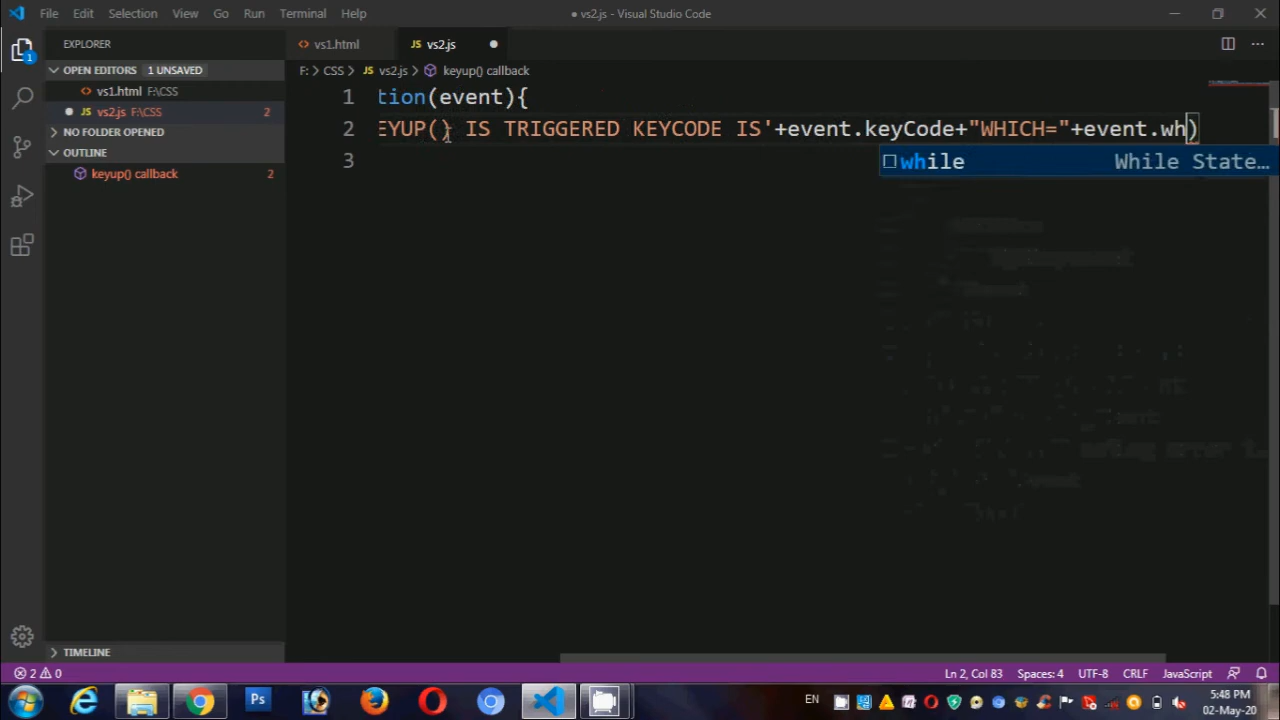 File Edit Selection View Go Run Terminal Help
● vs2.js - Visual Studio Code
EXPLORER
OPEN EDITORS 1 UNSAVED
vs1.html F:\CSS
JS vs2.js F:\CSS 2
NO FOLDER OPENED
OUTLINE
keyup() callback 2
TIMELINE
vs1.html
JS vs2.js
F: > CSS > JS vs2.js > keyup() callback
1 tion(event){
2 EYUP() IS TRIGGERED KEYCODE IS'+event.keyCode+"WHICH="+event.wh)
3
while While State…
2 0
Ln 2, Col 83 Spaces: 4 UTF-8 CRLF JavaScript
EN
5:48 PM
02-May-20